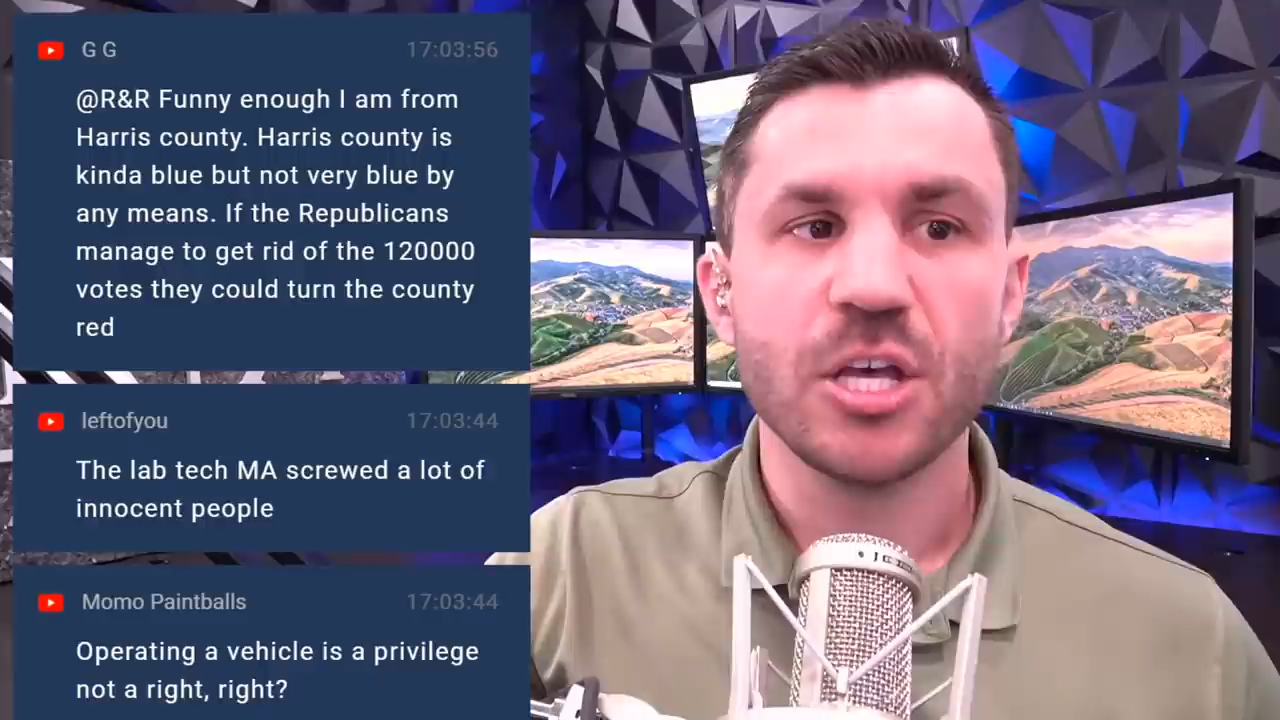 G G 17:03:56
@R&R Funny enough I am from
Harris county. Harris county is
kinda blue but not very blue by
any means. If the Republicans
manage to get rid of the 120000
votes they could turn the county
red
leftofyou 17:03:44
The lab tech MA screwed a lot of
innocent people
Momo Paintballs 17:03:44
Operating a vehicle is a privilege
not a right, right?